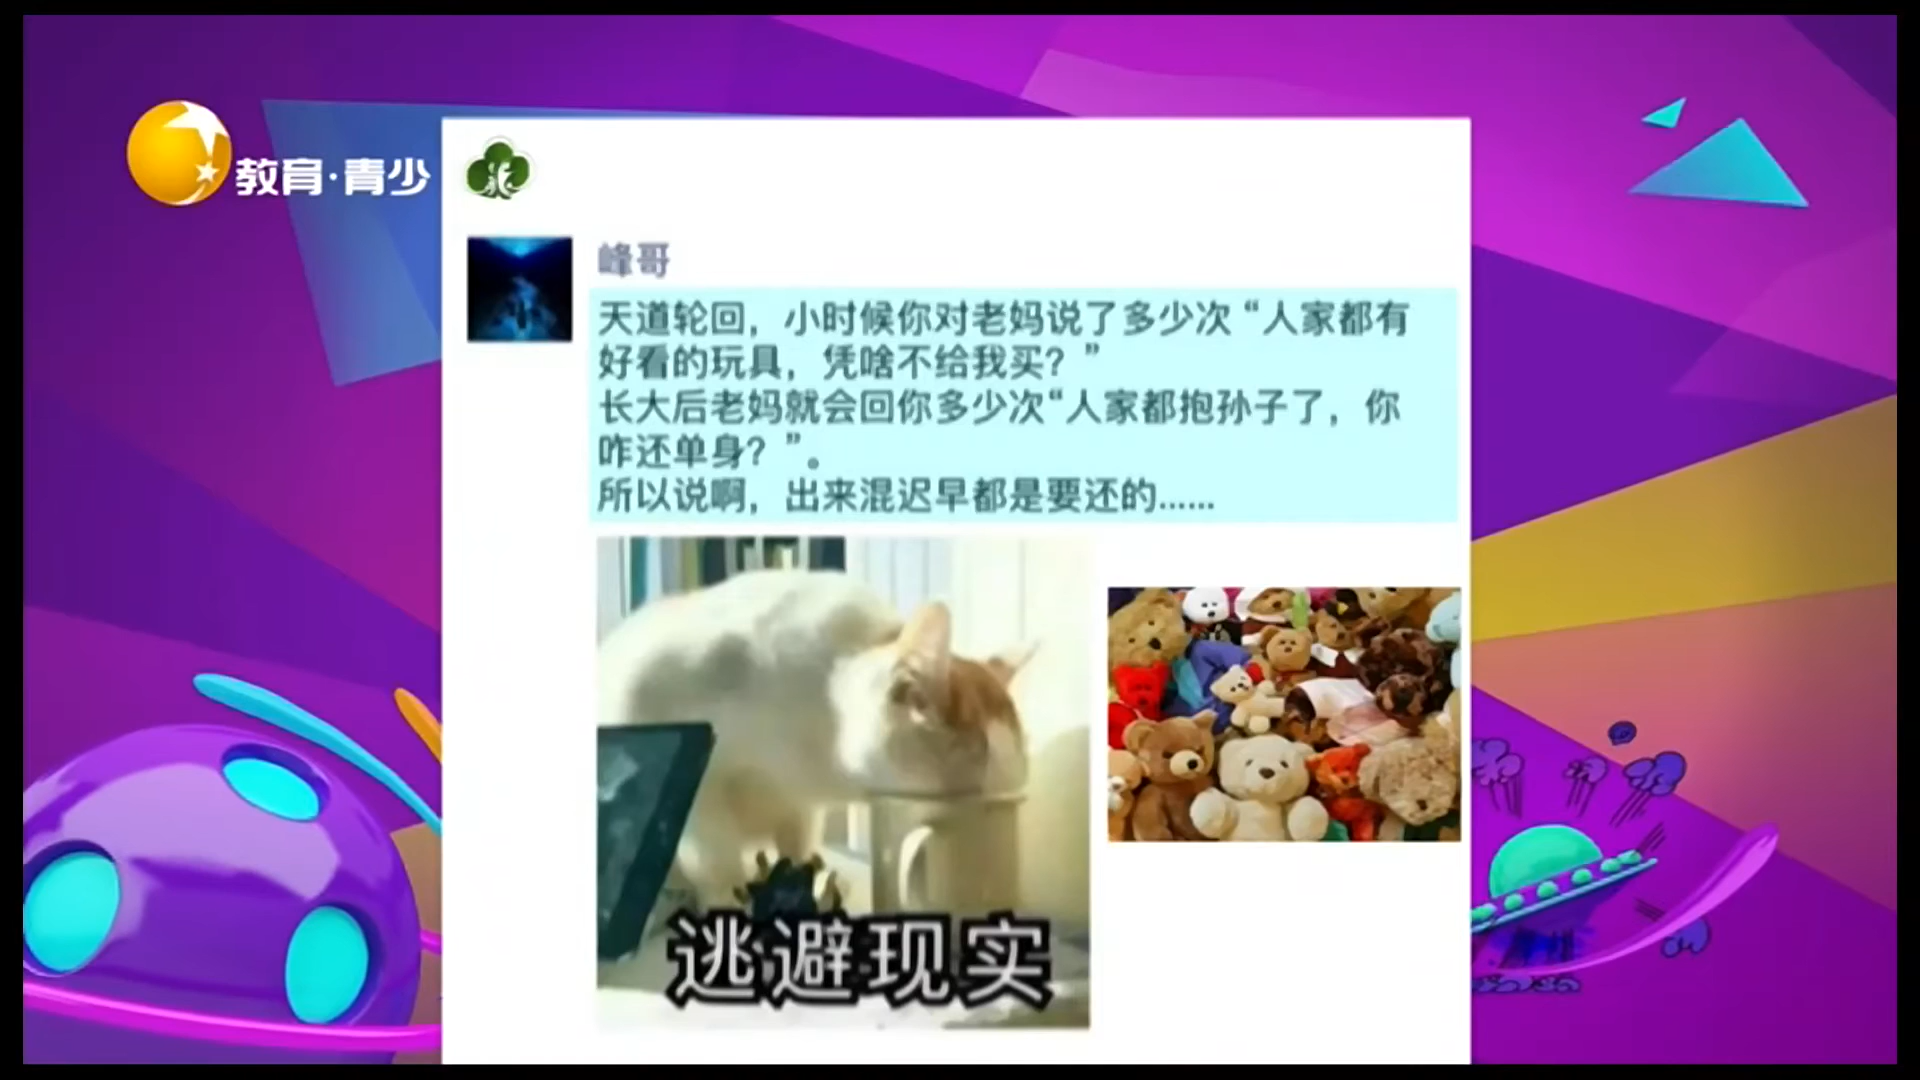 教育·青少
峰哥
天道轮回，小时候你对老妈说了多少次“人家都有
好看的玩具，凭啥不给我买？”
长大后老妈就会回你多少次“人家都抱孙子了，你
咋还单身？”。
所以说啊，出来混迟早都是要还的......
逃避现实